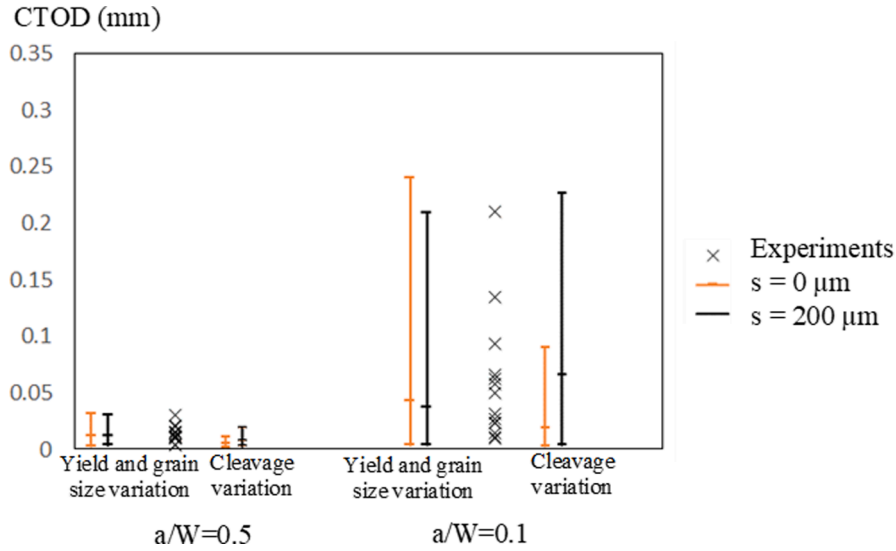 CTOD (mm)
0.35
0.3
0.25
0.2
0.15
0.1
0.05
0
Yield and grain
size variation
Cleavage
variation
Yield and grain
size variation
Cleavage
variation
a/W=0.5
a/W=0.1
Experiments
s = 0 μm
s = 200 μm